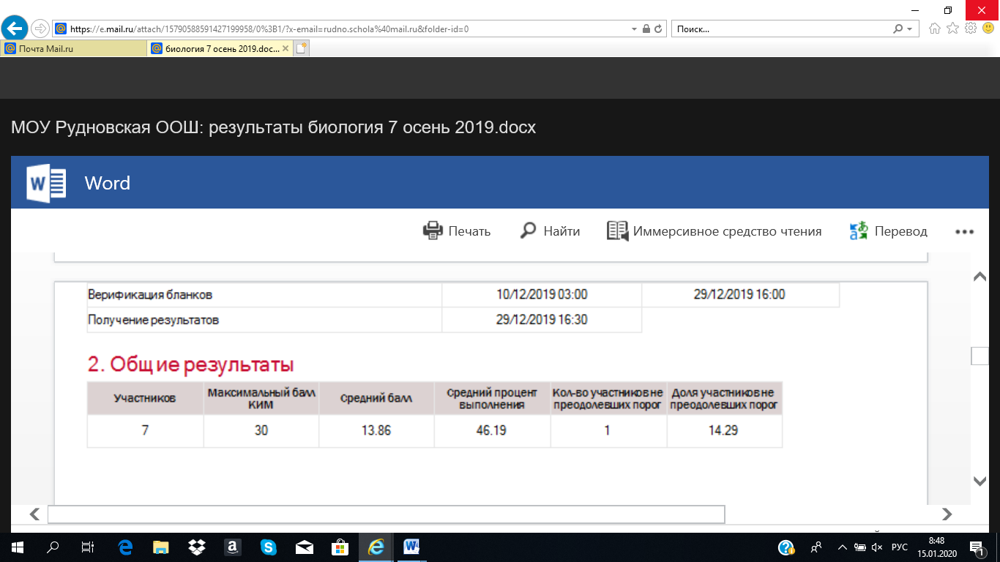 https://e.mail.ru/attach/15790588591427199958/0%3B1/?x-email=rudno.schola%40mail.ru&folder-id=0
Поиск...
Почта Mail.ru
биология 7 осень 2019.doc...
МОУ Рудновская ООШ: результаты биология 7 осень 2019.docx
Word
Печать
Найти
Иммерсивное средство чтения
Перевод
Верификация бланков 10/12/2019 03:00 29/12/2019 16:00
Получение результатов 29/12/2019 16:30
2. Общие результаты
Участников
Максимальный балл
КИМ
Средний балл
Средний процент
выполнения
Кол-во участников не
преодолевших порог
Доля участников не
преодолевших порог
7 30 13.86 46.19 1 14.29
РУС
8:48
15.01.2020
1